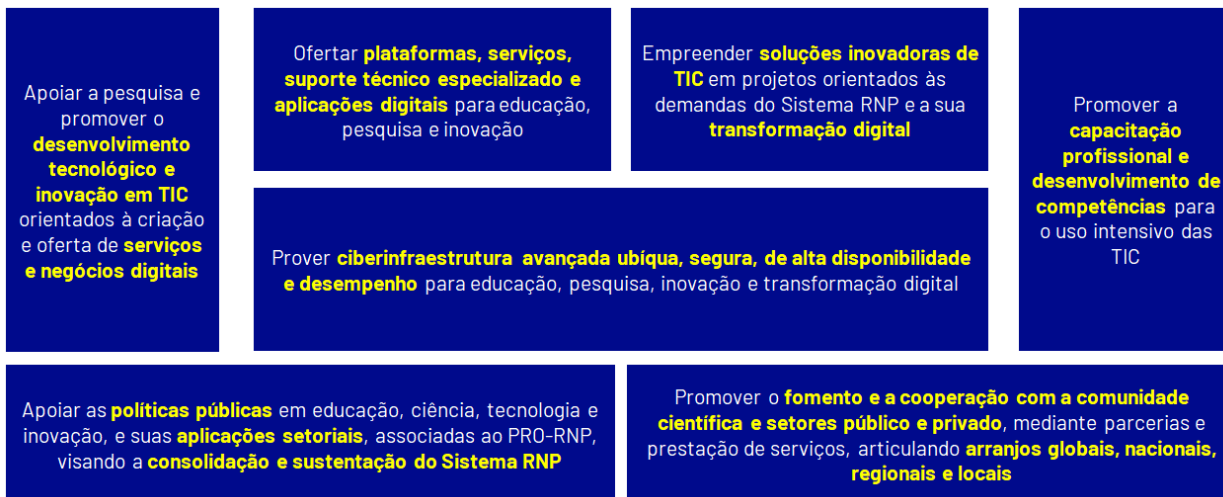 Apoiar a pesquisa e
promover o
desenvolvimento
tecnológico e
inovação em TIC
orientados à criação
e oferta de serviços
e negócios digitais
Ofertar plataformas, serviços,
suporte técnico especializado e
aplicações digitais para educação,
pesquisa e inovação
Empreender soluções inovadoras de
TIC em projetos orientados às
demandas do Sistema RNP e a sua
transformação digital
Promover a
capacitação
profissional e
desenvolvimento de
competências para
o uso intensivo das
TIC
Prover ciberinfraestrutura avançada ubíqua, segura, de alta disponibilidade
e desempenho para educação, pesquisa, inovação e transformação digital
Apoiar as políticas públicas em educação, ciência, tecnologia e
inovação, e suas aplicações setoriais, associadas ao PRO-RNP,
visando a consolidação e sustentação do Sistema RNP
Promover o fomento e a cooperação com a comunidade
científica e setores público e privado, mediante parcerias e
prestação de serviços, articulando arranjos globais, nacionais,
regionais e locais